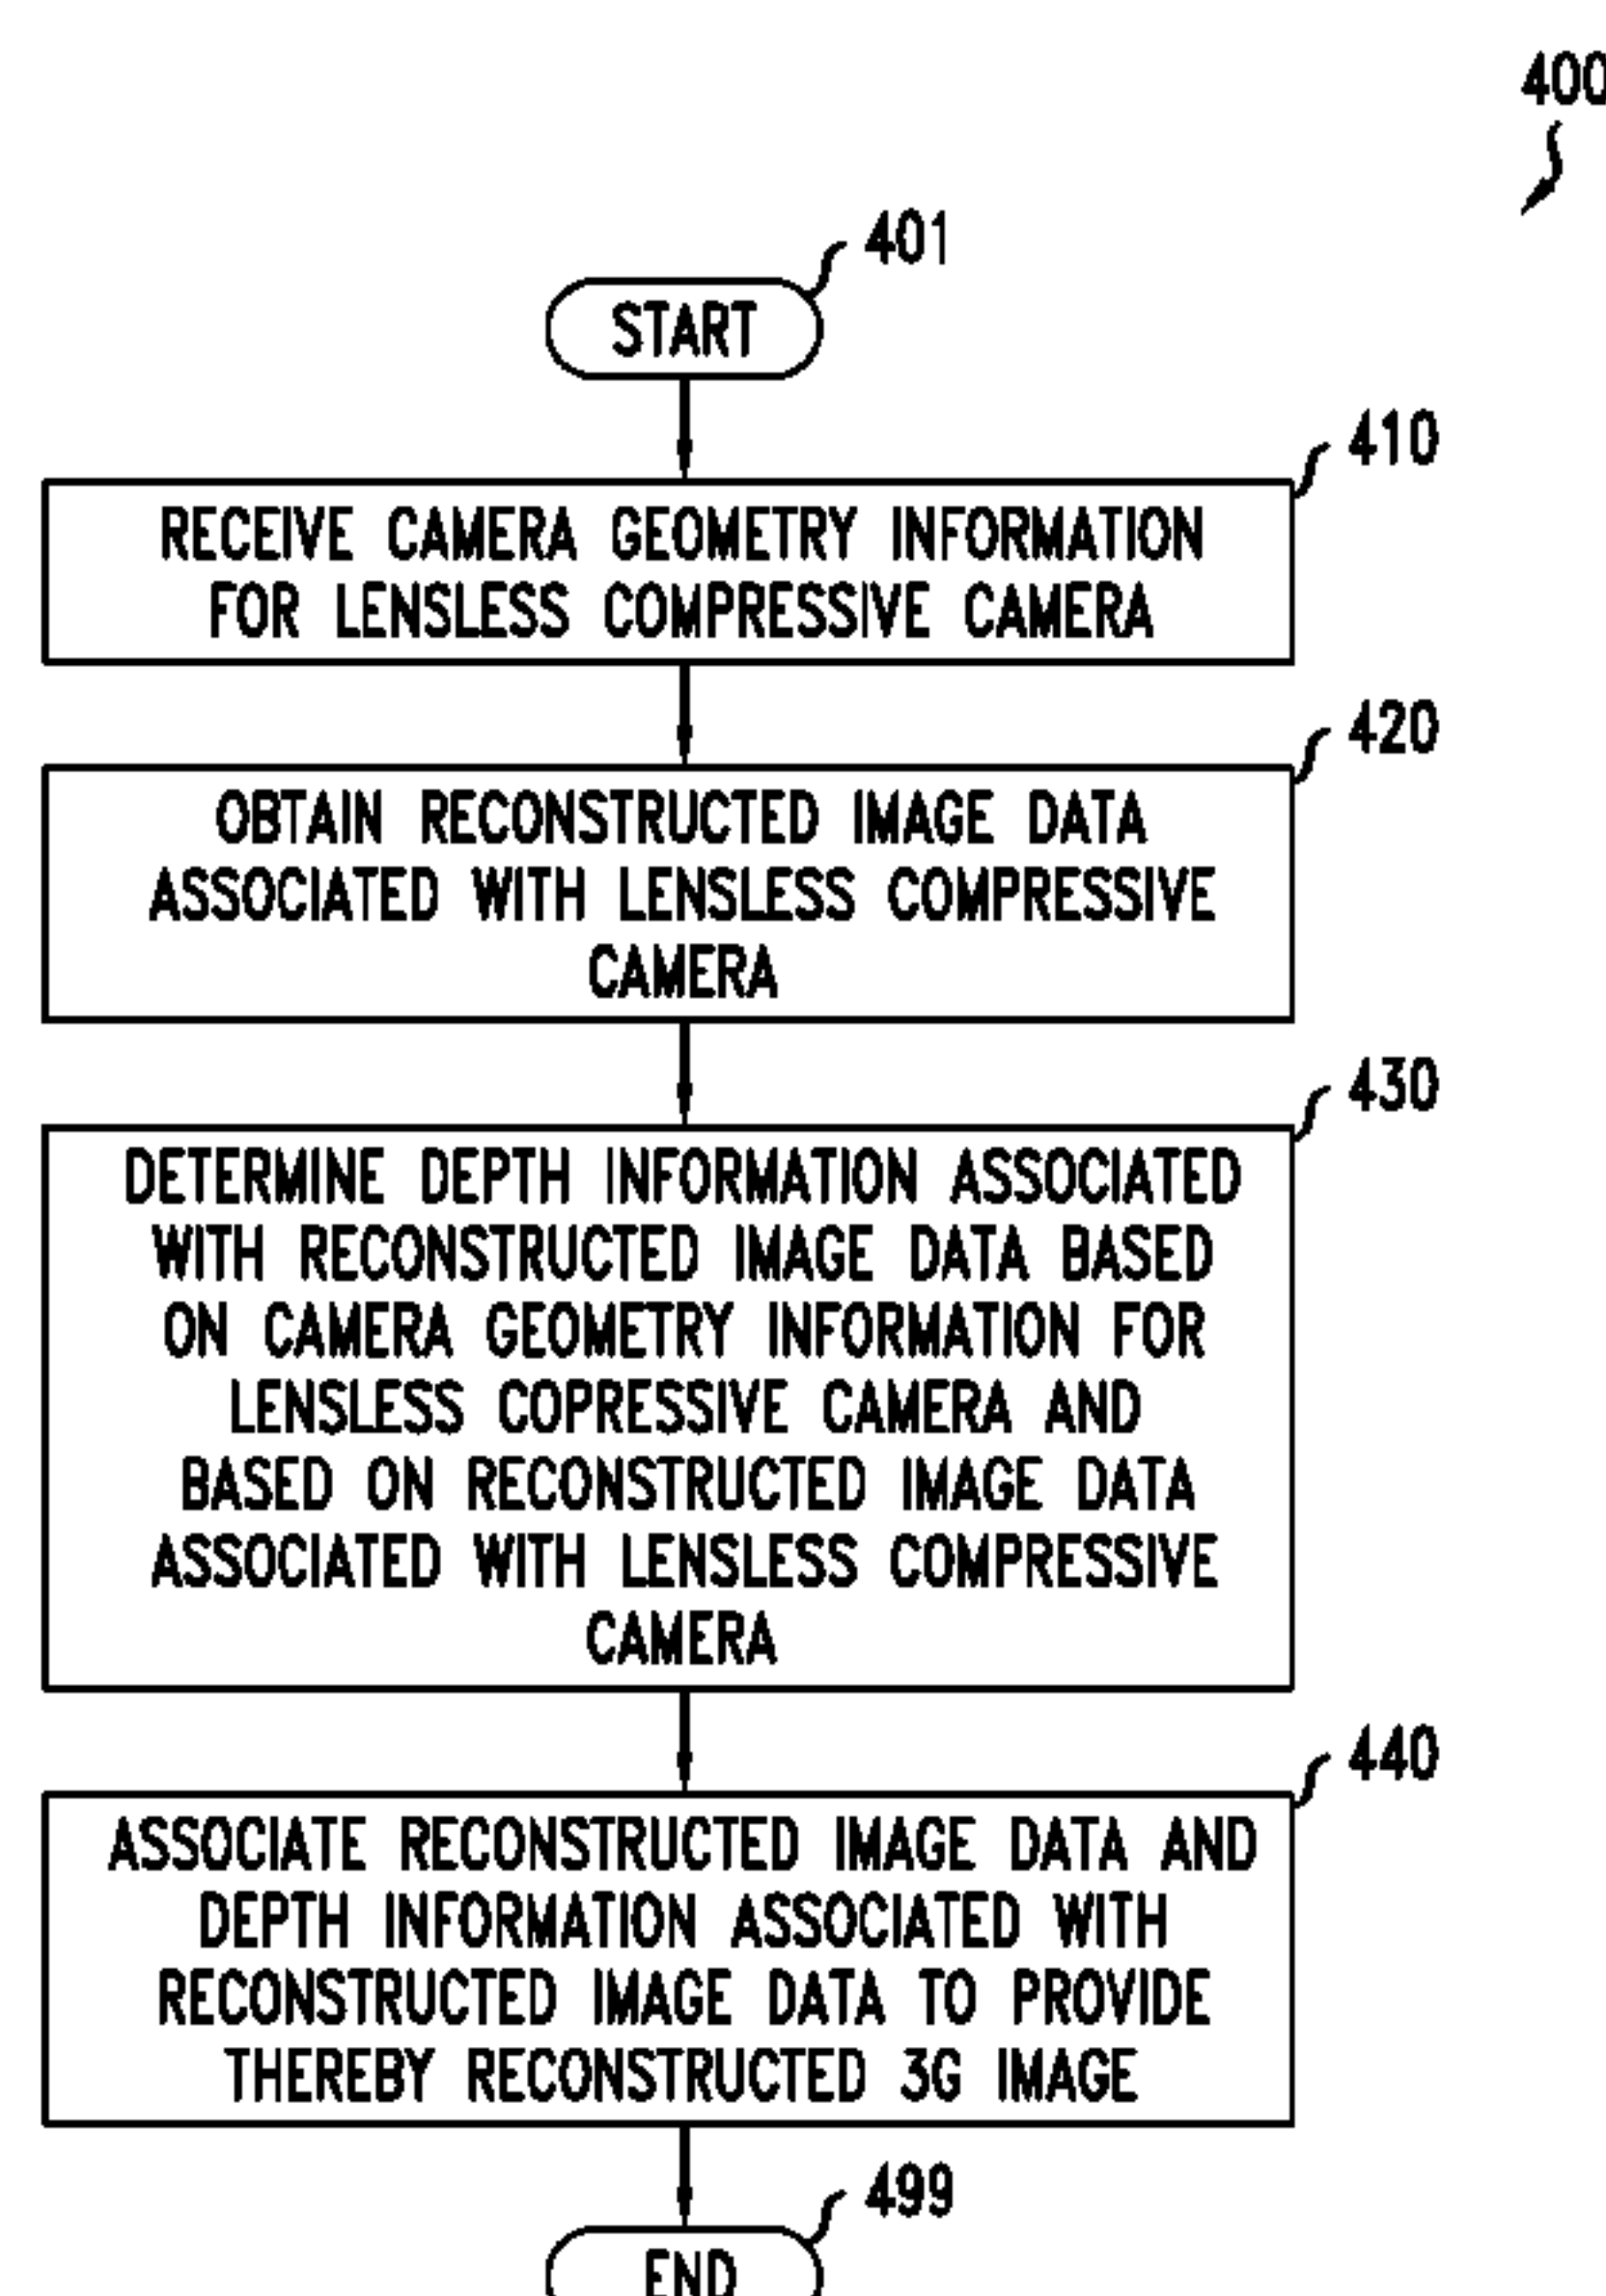 400
401
START
410
RECEIVE CAMERA GEOMETRY INFORMATION
FOR LENSLESS COMPRESSIVE CAMERA
420
OBTAIN RECONSTRUCTED IMAGE DATA
ASSOCIATED WITH LENSLESS COMPRESSIVE
CAMERA
430
DETERMINE DEPTH INFORMATION ASSOCIATED
WITH RECONSTRUCTED IMAGE DATA BASED
ON CAMERA GEOMETRY INFORMATION FOR
LENSLESS COPRESSIVE CAMERA AND
BASED ON RECONSTRUCTED IMAGE DATA
ASSOCIATED WITH LENSLESS COMPRESSIVE
CAMERA
440
ASSOCIATE RECONSTRUCTED IMAGE DATA AND
DEPTH INFORMATION ASSOCIATED WITH
RECONSTRUCTED IMAGE DATA TO PROVIDE
THEREBY RECONSTRUCTED 3G IMAGE
499
END